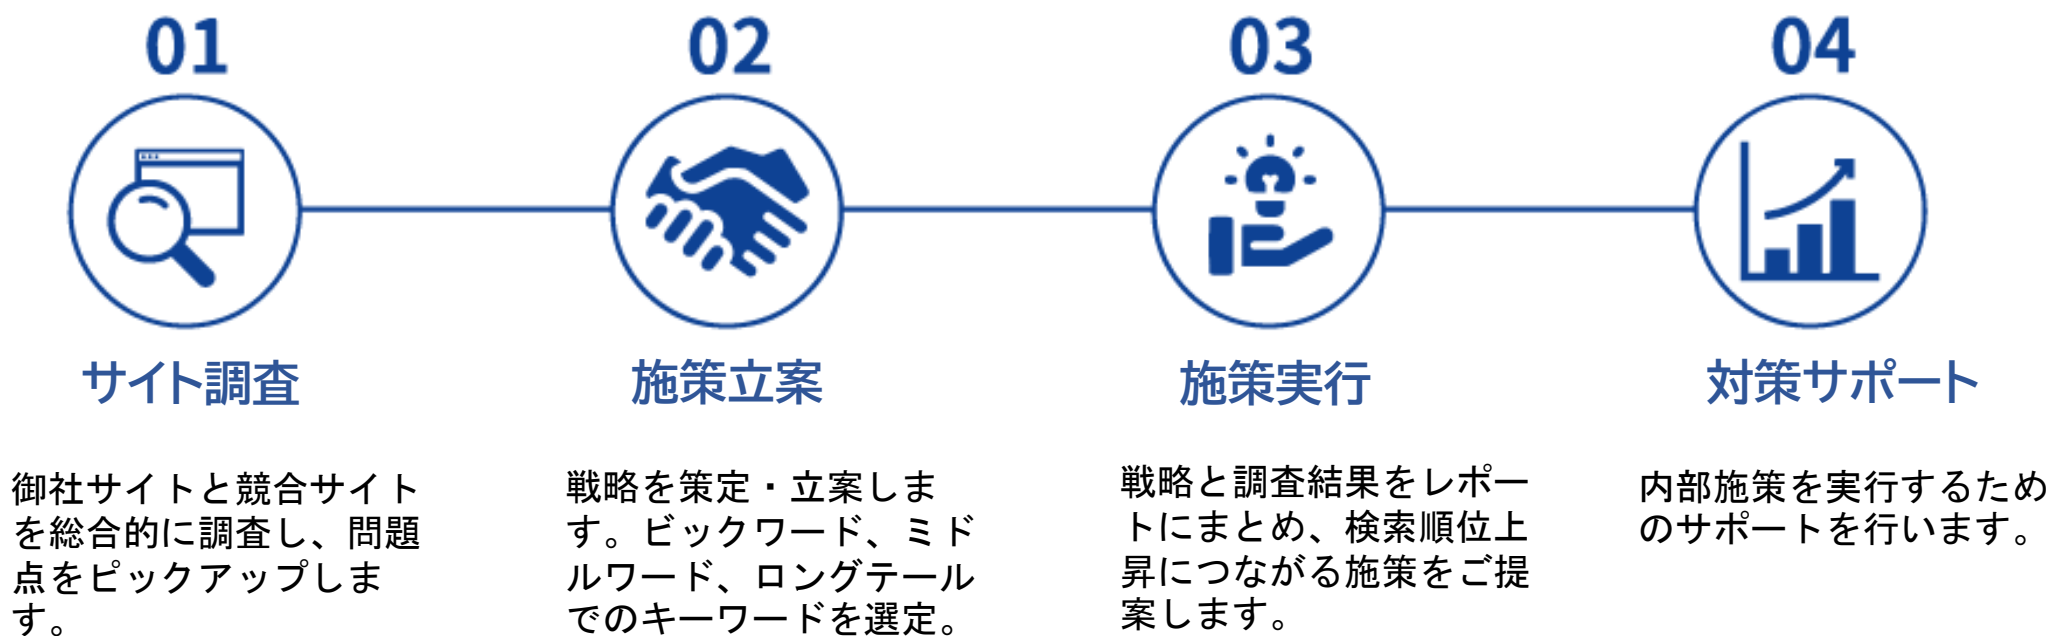 01
サイト調査
御社サイトと競合サイト
を総合的に調査し、問題
点をピックアップしま
す。
02
施策立案
戦略を策定・立案しま
す。ビックワード、ミド
ルワード、ロングテール
でのキーワードを選定。
03
施策実行
戦略と調査結果をレポー
トにまとめ、検索順位上
昇につながる施策をご提
案します。
04
対策サポート
内部施策を実行するため
のサポートを行います。